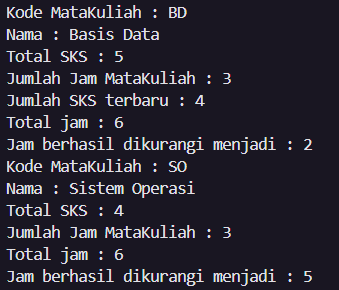 Kode MataKuliah : BD
Nama : Basis Data
Total SKS : 5
Jumlah Jam MataKuliah : 3
Jumlah SKS terbaru : 4
Total jam : 6
Jam berhasil dikurangi menjadi : 2
Kode MataKuliah : SO
Nama : Sistem Operasi
Total SKS : 4
Jumlah Jam MataKuliah : 3
Total jam : 6
Jam berhasil dikurangi menjadi : 5